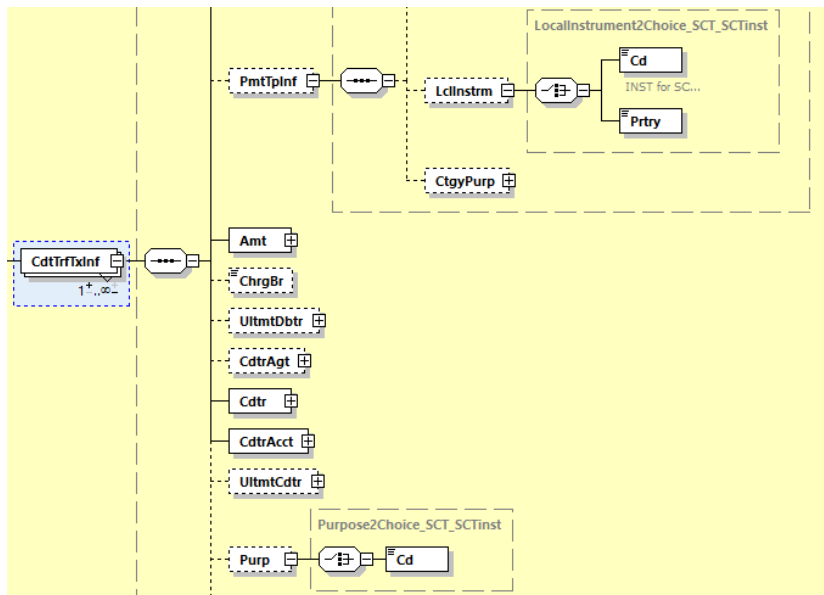 LocalInstrument2Choice_SCT_SCTinst
Cd
INST for SC...
PmtTpInf
LclInstrm
Prtry
CtgyPurp
Amt
CdtTrfTxInf
1..∞
ChrgBr
UltmtDbtr
CdtrAgt
Cdtr
CdtrAcct
UltmtCdtr
Purpose2Choice_SCT_SCTinst
Purp
Cd